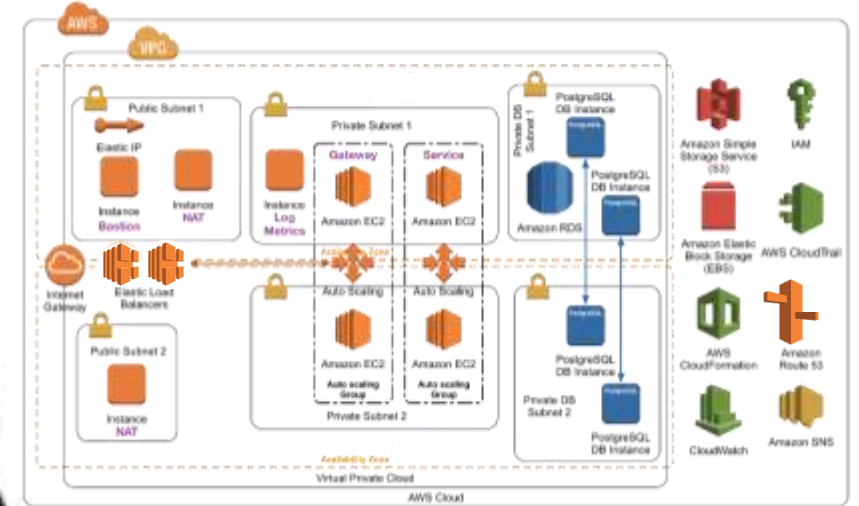 AWS
VPC
Public Subnet 1
Elastic IP
Instance
Bastion
Instance
NAT
Private Subnet 1
Instance
Log
Metrics
Gateway
Amazon EC2
Service
Amazon EC2
Private DB
Subnet 1
PostgreSQL
DB Instance
PostgreSQL
DB Instance
Amazon RDS
Availability Zone
Internet
Gateway
Elastic Load
Balancers
Auto Scaling
Auto Scaling
Public Subnet 2
Instance
NAT
Amazon EC2
Auto scaling
Group
Amazon EC2
Auto scaling
Group
Private Subnet 2
PostgreSQL
DB Instance
Private DB
Subnet 2
PostgreSQL
DB Instance
Availability Zone
Virtual Private Cloud
AWS Cloud
Amazon Simple
Storage Service
(S3)
IAM
Amazon Elastic
Block Storage
(EBS)
AWS CloudTrail
AWS
CloudFormation
Amazon
Route 53
CloudWatch
Amazon SNS